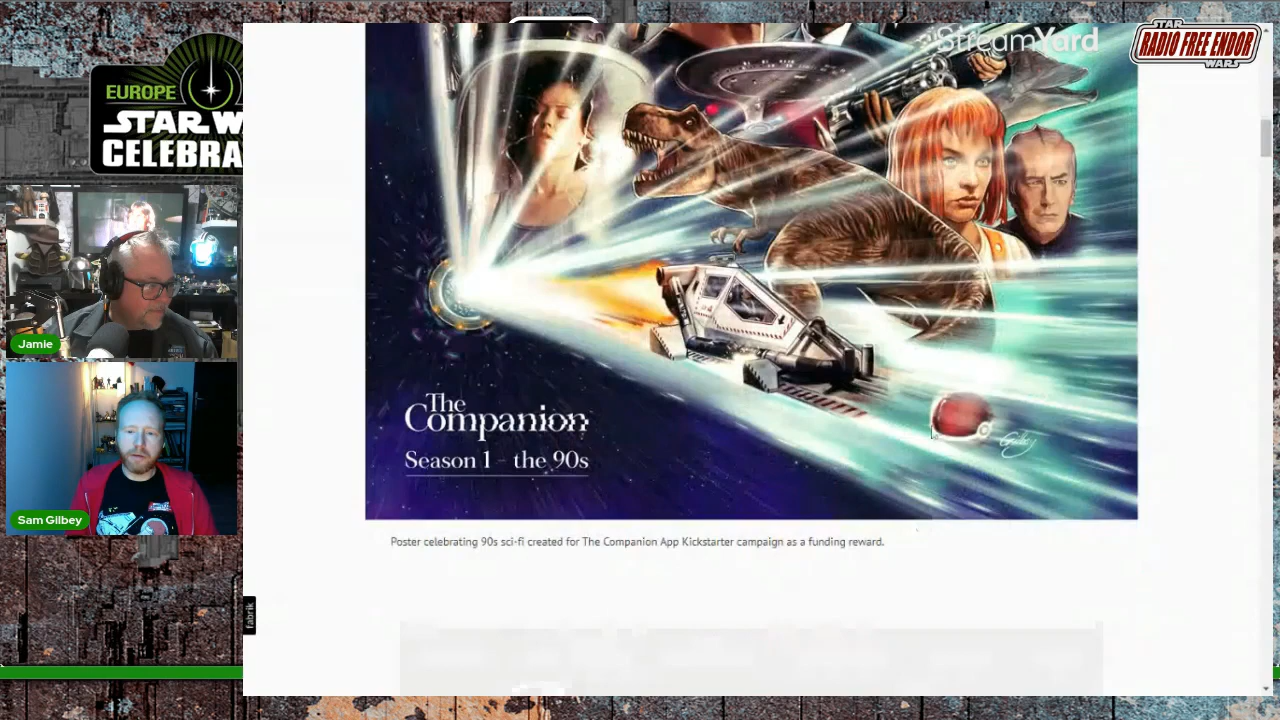 StreamYard
STAR
RADIO FREE ENDOR
WARS
EUROPE
STAR W
CELEBRA
Jamie
Sam Gilbey
The
Companion
Season 1 - the 90s
Poster celebrating 90s sci-fi created for The Companion App Kickstarter campaign as a funding reward.
fabrik